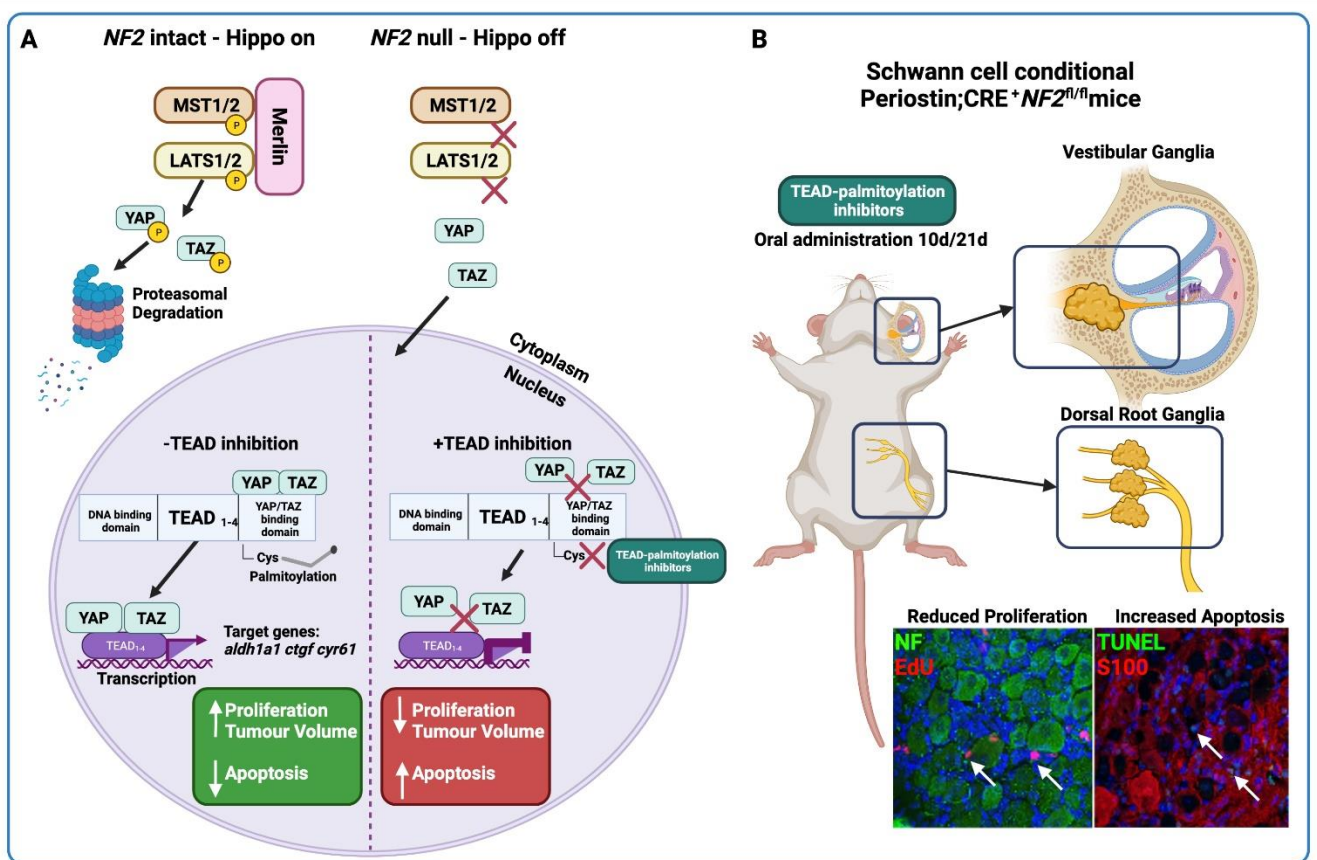 A
NF2 intact - Hippo on
NF2 null - Hippo off
MST1/2
P
LATS1/2
P
Merlin
YAP
P
TAZ
P
Proteasomal
Degradation
MST1/2
LATS1/2
YAP
TAZ
Cytoplasm
Nucleus
-TEAD inhibition
YAP TAZ
DNA binding
domain
TEAD 1-4
YAP/TAZ
binding
domain
Cys
Palmitoylation
YAP TAZ
TEAD1-4
Transcription
Target genes:
aldh1a1 ctgf cyr61
Proliferation
Tumour Volume
Apoptosis
+TEAD inhibition
YAP TAZ
DNA binding
domain
TEAD 1-4
YAP/TAZ
binding
domain
Cys
TEAD-palmitoylation
inhibitors
YAP TAZ
TEAD1-4
Proliferation
Tumour Volume
Apoptosis
B
Schwann cell conditional
Periostin;CRE+NF2fl/flmice
TEAD-palmitoylation
inhibitors
Oral administration 10d/21d
Vestibular Ganglia
Dorsal Root Ganglia
Reduced Proliferation
NF
EdU
Increased Apoptosis
TUNEL
S100